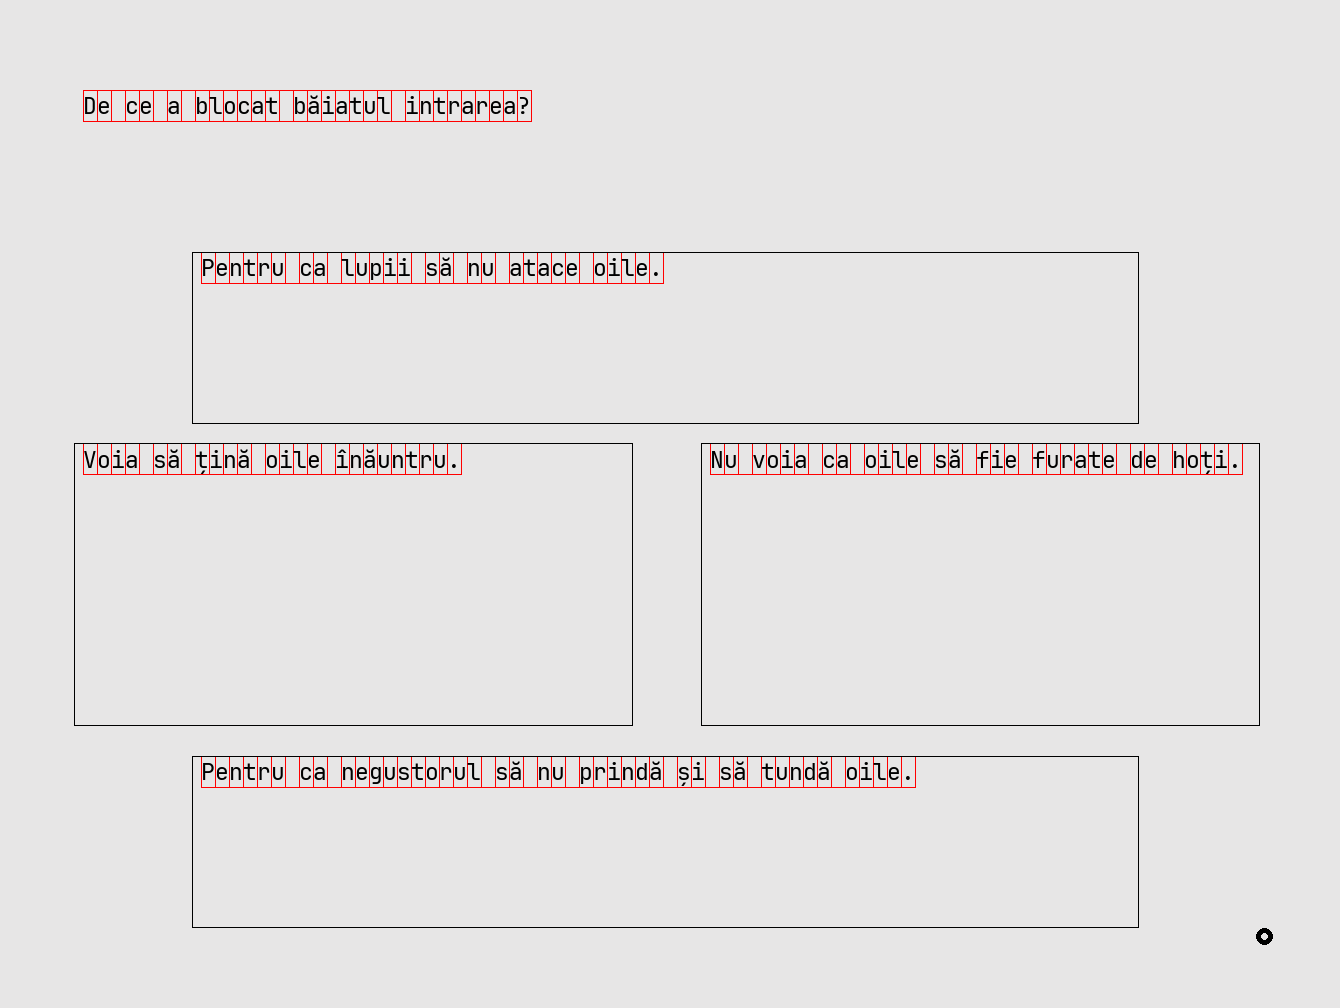 De ce a blocat băiatul intrarea?
Pentru ca lupii să nu atace oile.
Voia să țină oile înăuntru.
Nu voia ca oile să fie furate de hoți.
Pentru ca negustorul să nu prindă și să tundă oile.